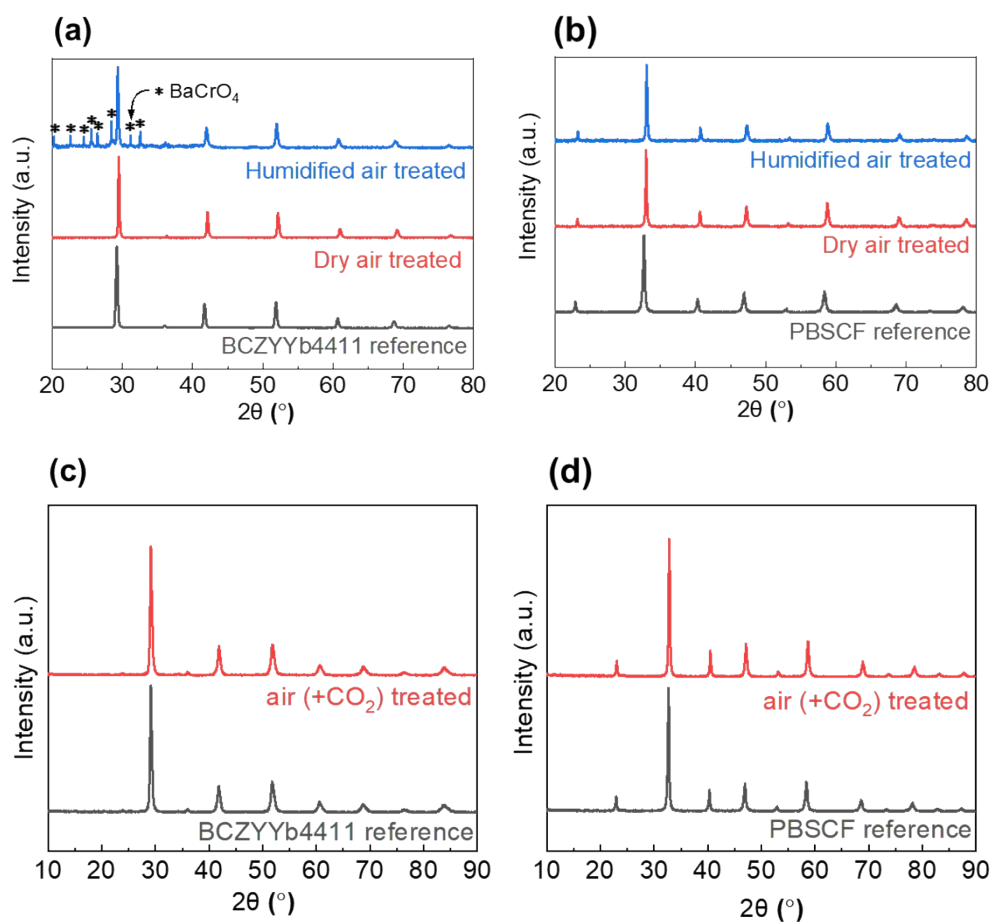 (a)
* BaCrO₄
* * * * * * * *
Humidified air treated
Dry air treated
BCZYYb4411 reference
Intensity (a.u.)
20 30 40 50 60 70 80
2θ (°)
(b)
Humidified air treated
Dry air treated
PBSCF reference
Intensity (a.u.)
20 30 40 50 60 70 80
2θ (°)
(c)
air (+CO₂) treated
BCZYYb4411 reference
Intensity (a.u.)
10 20 30 40 50 60 70 80 90
2θ (°)
(d)
air (+CO₂) treated
PBSCF reference
Intensity (a.u.)
10 20 30 40 50 60 70 80 90
2θ (°)